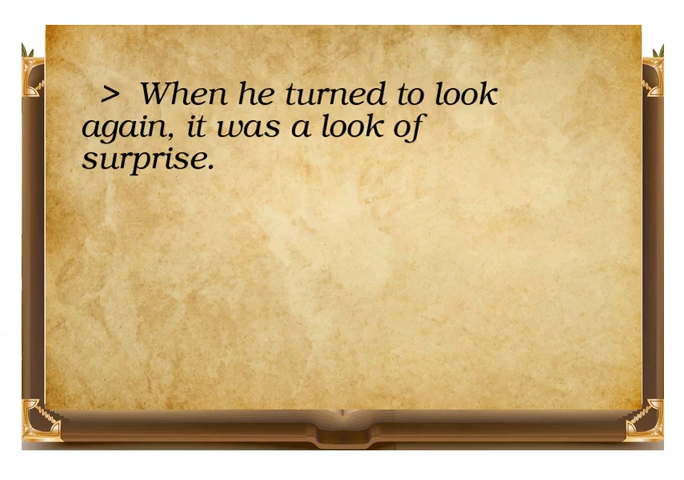 > When he turned to look
again, it was a look of
surprise.